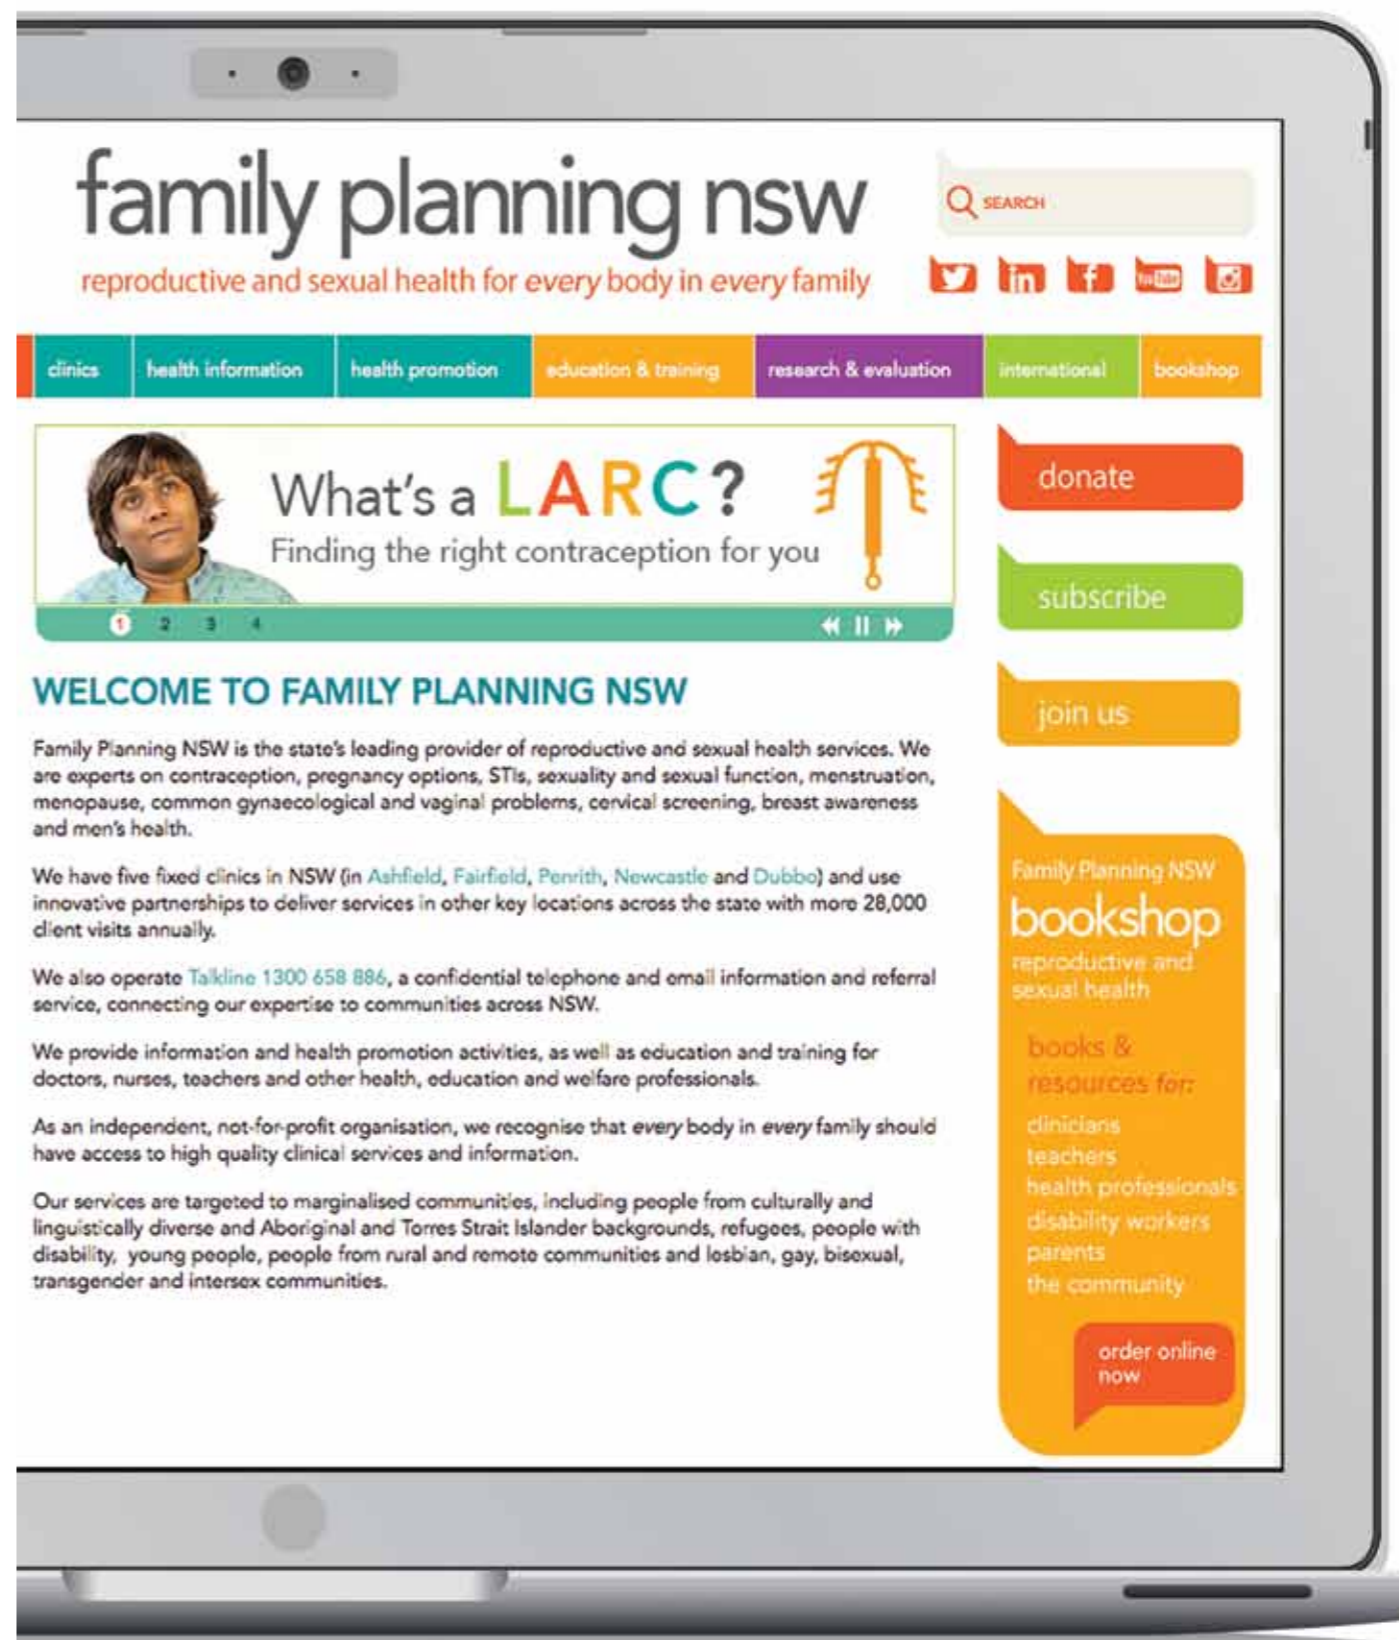 family planning nsw
reproductive and sexual health for every body in every family
SEARCH
You Tube
clinics
health information
health promotion
education & training
research & evaluation
international
bookshop
What's a LARC?
Finding the right contraception for you
1 2 3 4
WELCOME TO FAMILY PLANNING NSW
Family Planning NSW is the state's leading provider of reproductive and sexual health services. We
are experts on contraception, pregnancy options, STIs, sexuality and sexual function, menstruation,
menopause, common gynaecological and vaginal problems, cervical screening, breast awareness
and men's health.
We have five fixed clinics in NSW (in Ashfield, Fairfield, Penrith, Newcastle and Dubbo) and use
innovative partnerships to deliver services in other key locations across the state with more 28,000
client visits annually.
We also operate Talkline 1300 658 886, a confidential telephone and email information and referral
service, connecting our expertise to communities across NSW.
We provide information and health promotion activities, as well as education and training for
doctors, nurses, teachers and other health, education and welfare professionals.
As an independent, not-for-profit organisation, we recognise that every body in every family should
have access to high quality clinical services and information.
Our services are targeted to marginalised communities, including people from culturally and
linguistically diverse and Aboriginal and Torres Strait Islander backgrounds, refugees, people with
disability, young people, people from rural and remote communities and lesbian, gay, bisexual,
transgender and intersex communities.
donate
subscribe
join us
Family Planning NSW
bookshop
reproductive and
sexual health
books &
resources for:
clinicians
teachers
health professionals
disability workers
parents
the community
order online
now